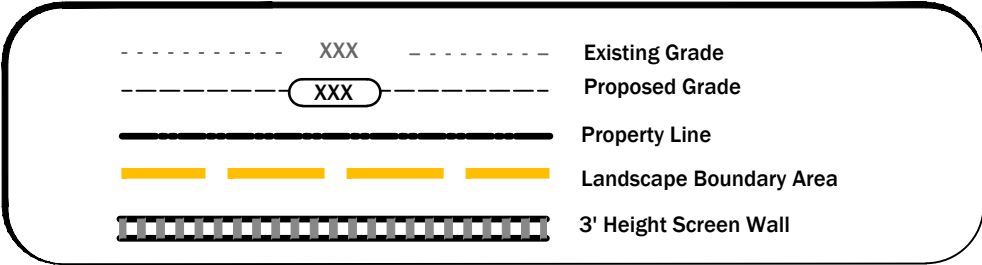 XXX Existing Grade
XXX Proposed Grade
Property Line
Landscape Boundary Area
3' Height Screen Wall